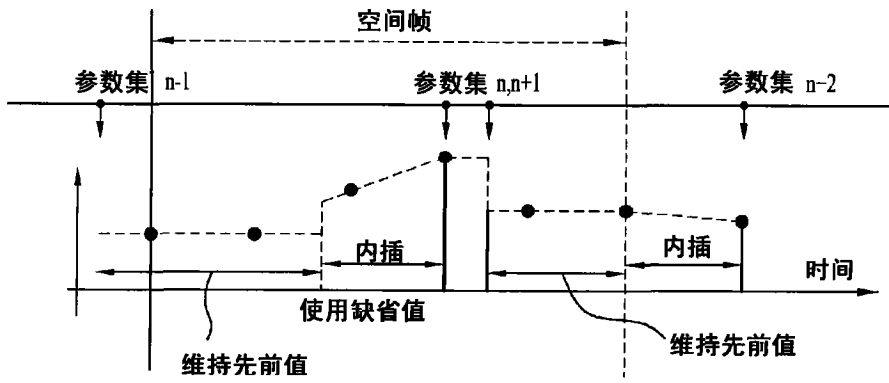 空间帧
参数集 n-1
参数集 n,n+1
参数集 n-2
内插
内插
时间
使用缺省值
维持先前值
维持先前值